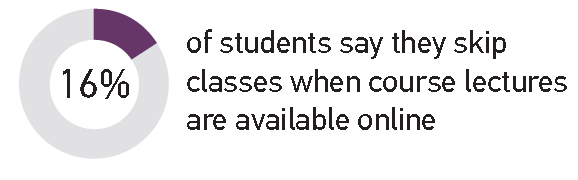 16%
of students say they skip
classes when course lectures
are available online